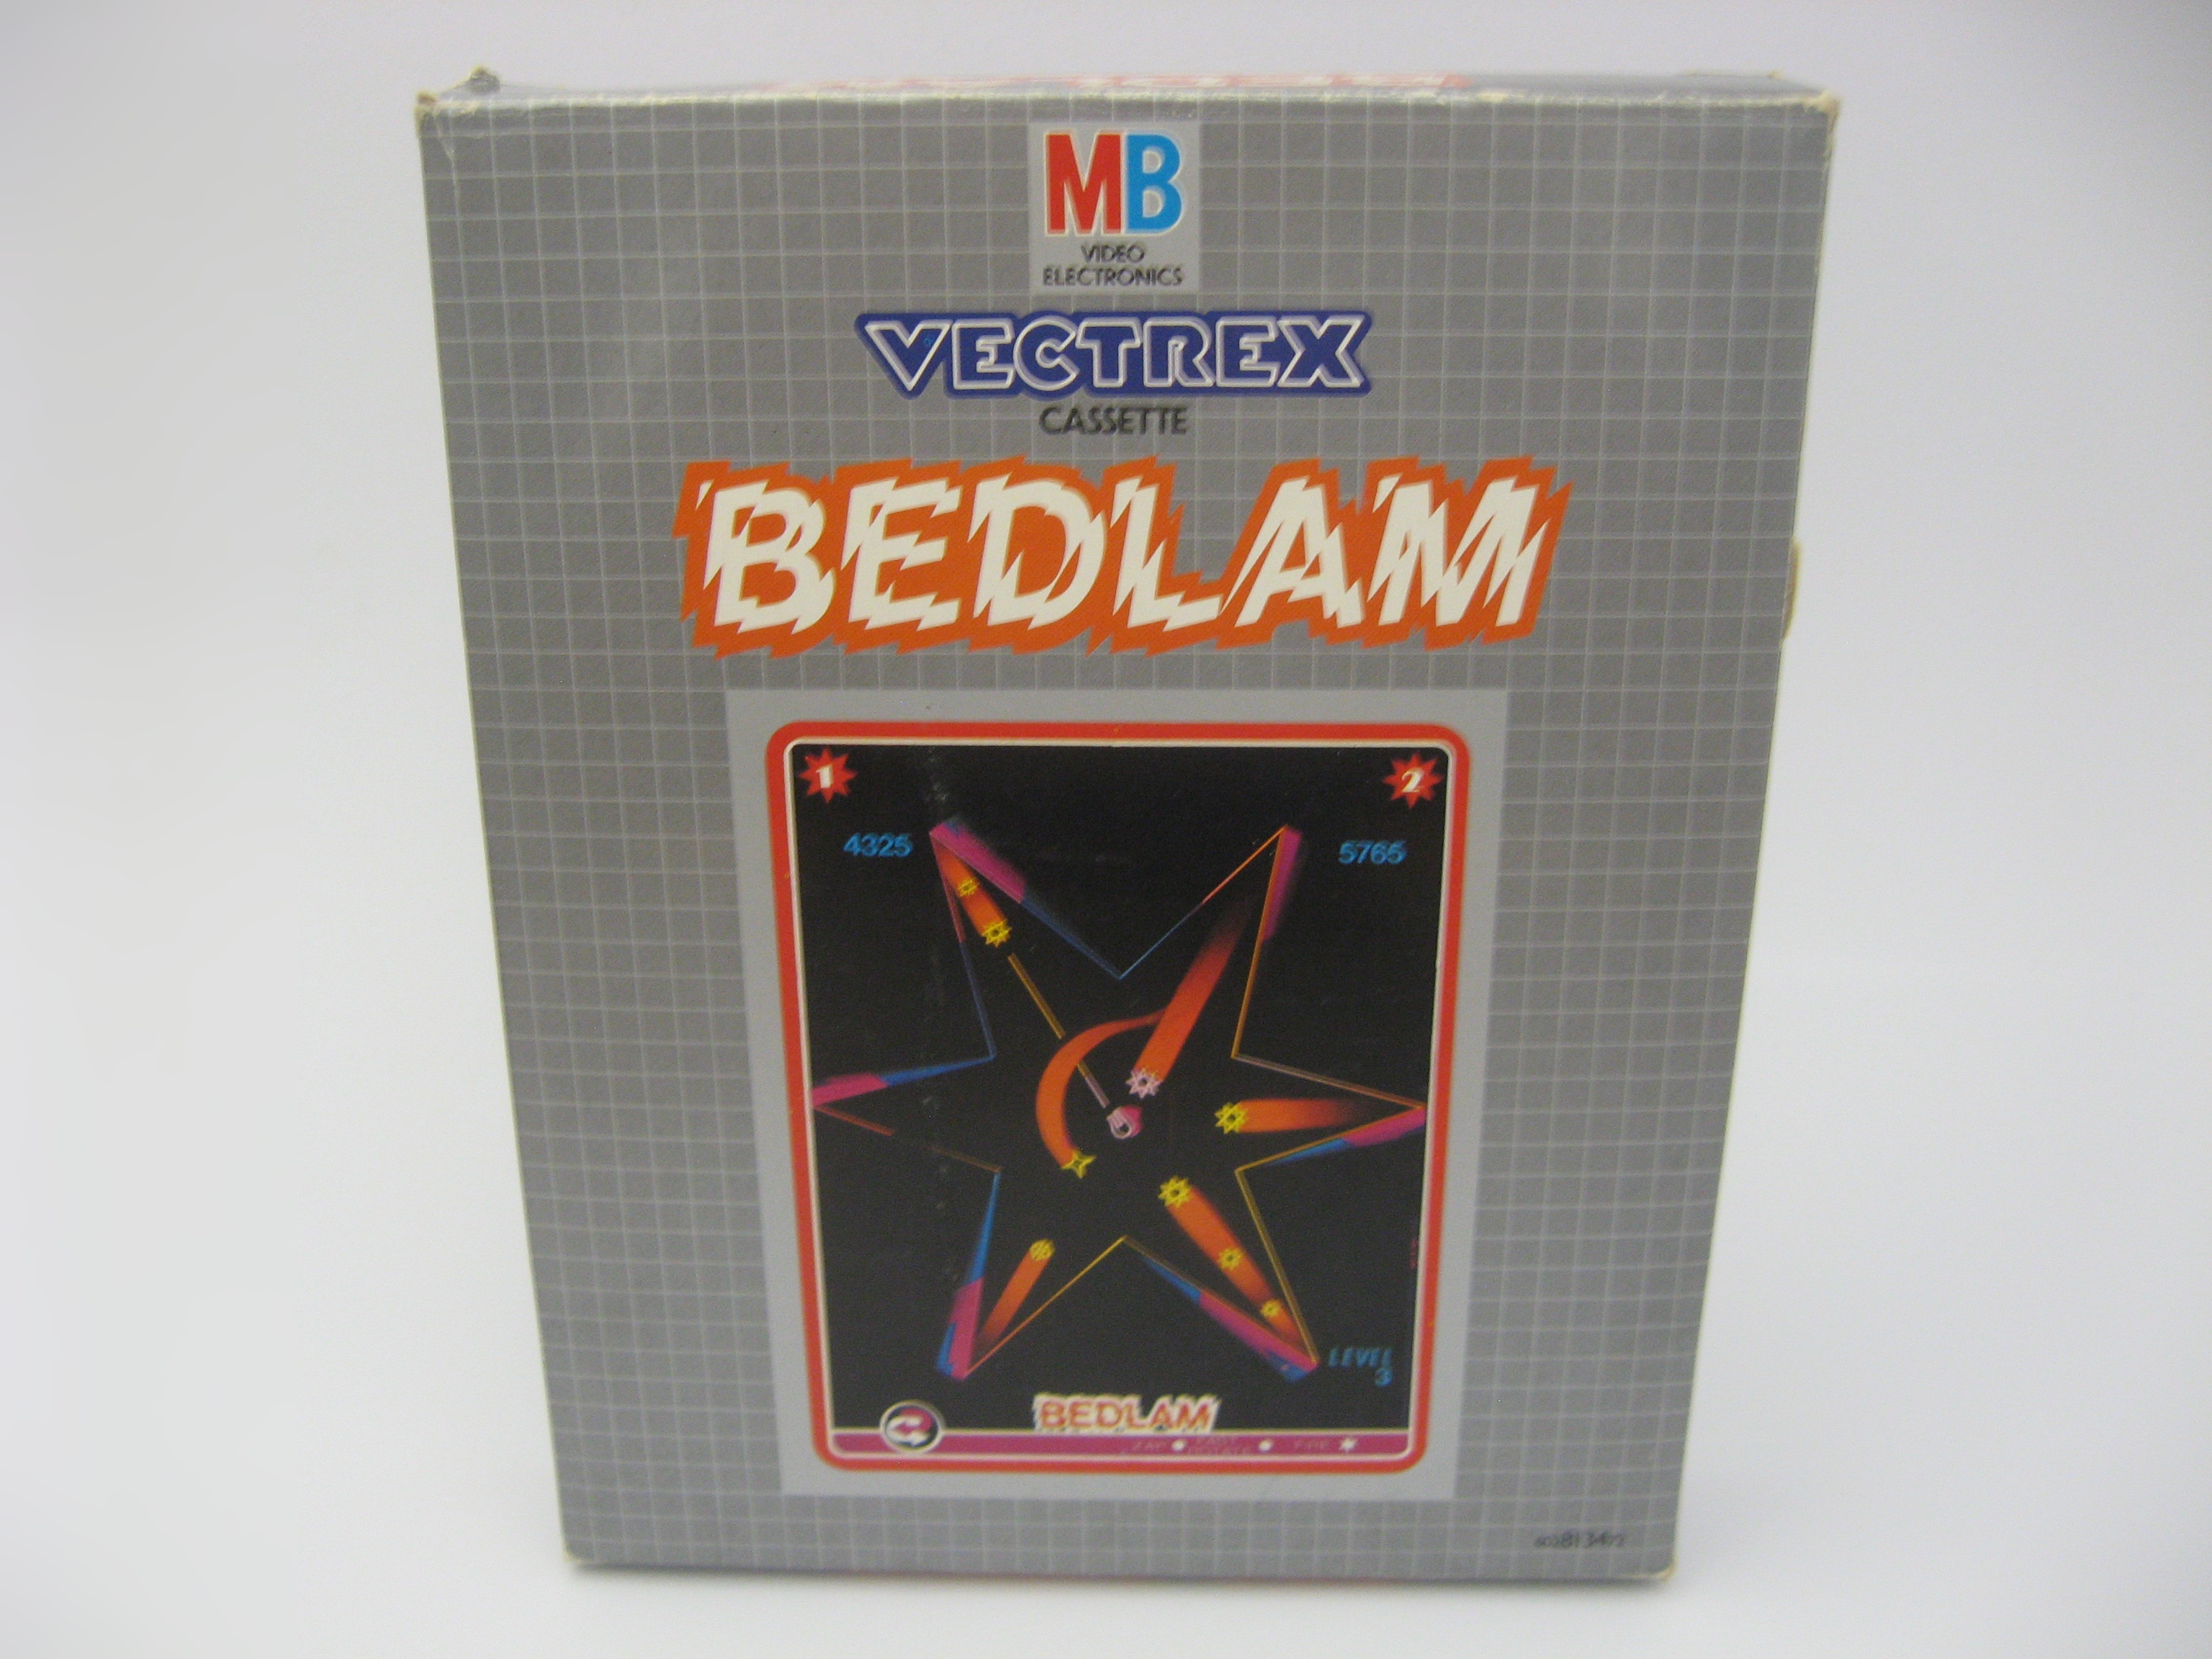 MB
VIDEO
ELECTRONICS
VECTREX
CASSETTE
BEDLAM
1 2
4325 5765
LEVEL
3
BEDLAM